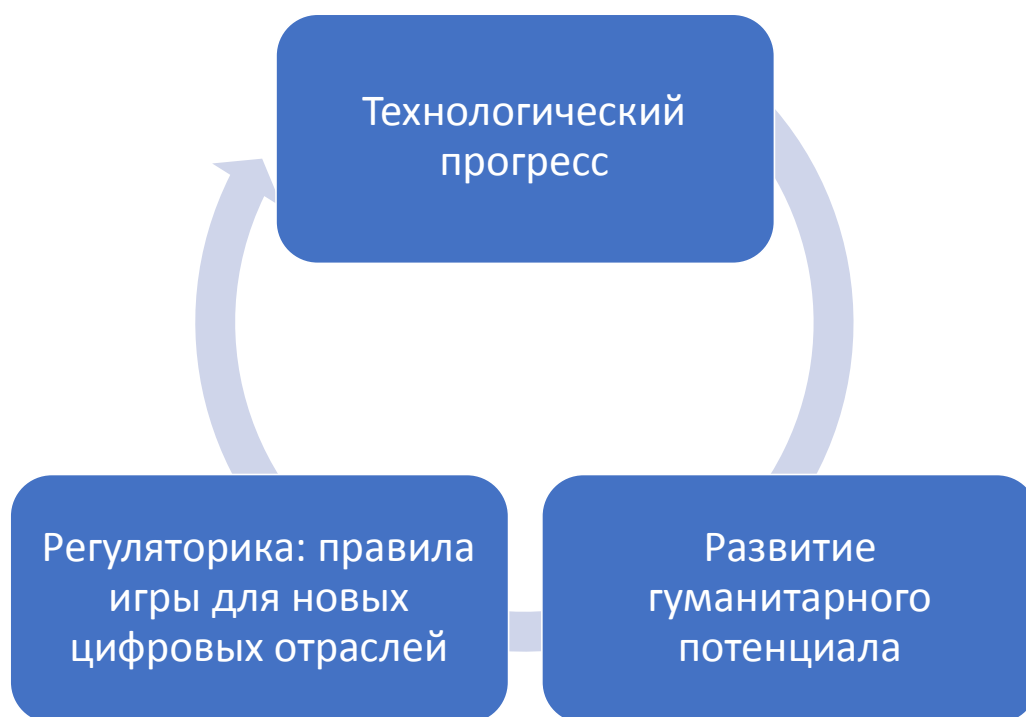 Технологический
прогресс
Регуляторика: правила
игры для новых
цифровых отраслей
Развитие
гуманитарного
потенциала